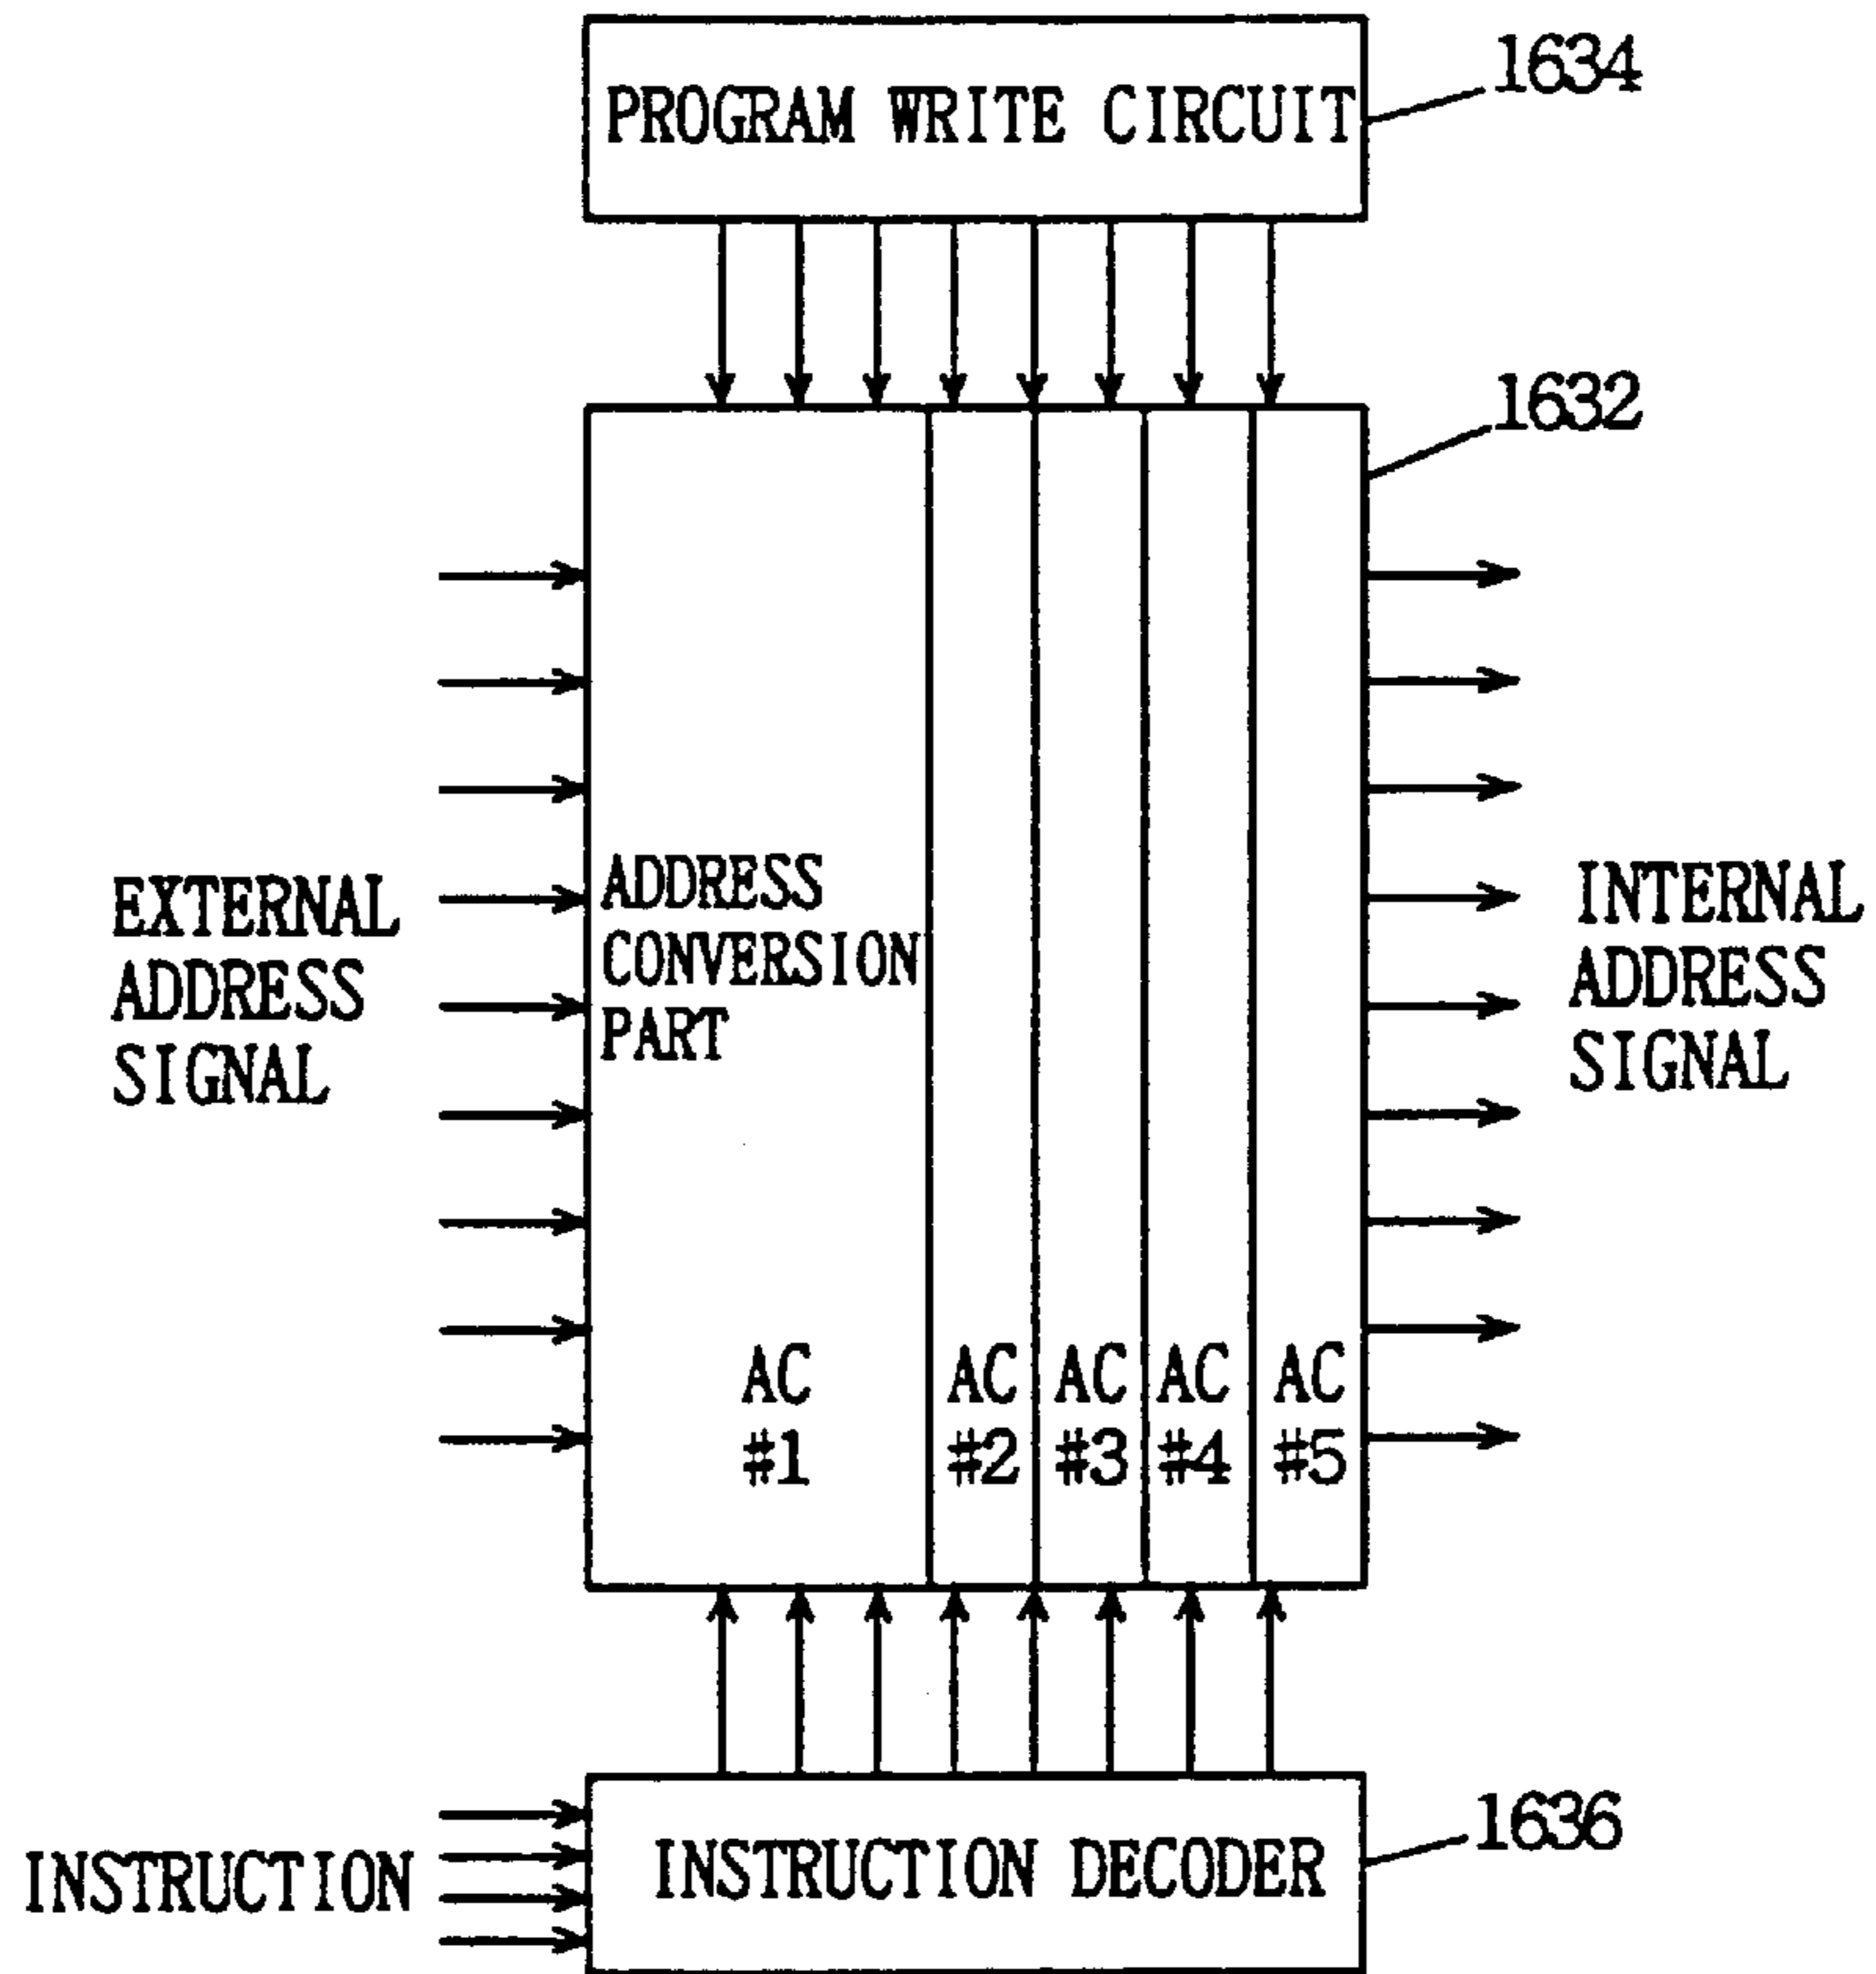 PROGRAM WRITE CIRCUIT
1634
1632
EXTERNAL
ADDRESS
SIGNAL
ADDRESS
CONVERSION
PART
INTERNAL
ADDRESS
SIGNAL
AC
#1
AC
#2
AC
#3
AC
#4
AC
#5
INSTRUCTION
INSTRUCTION DECODER
1636